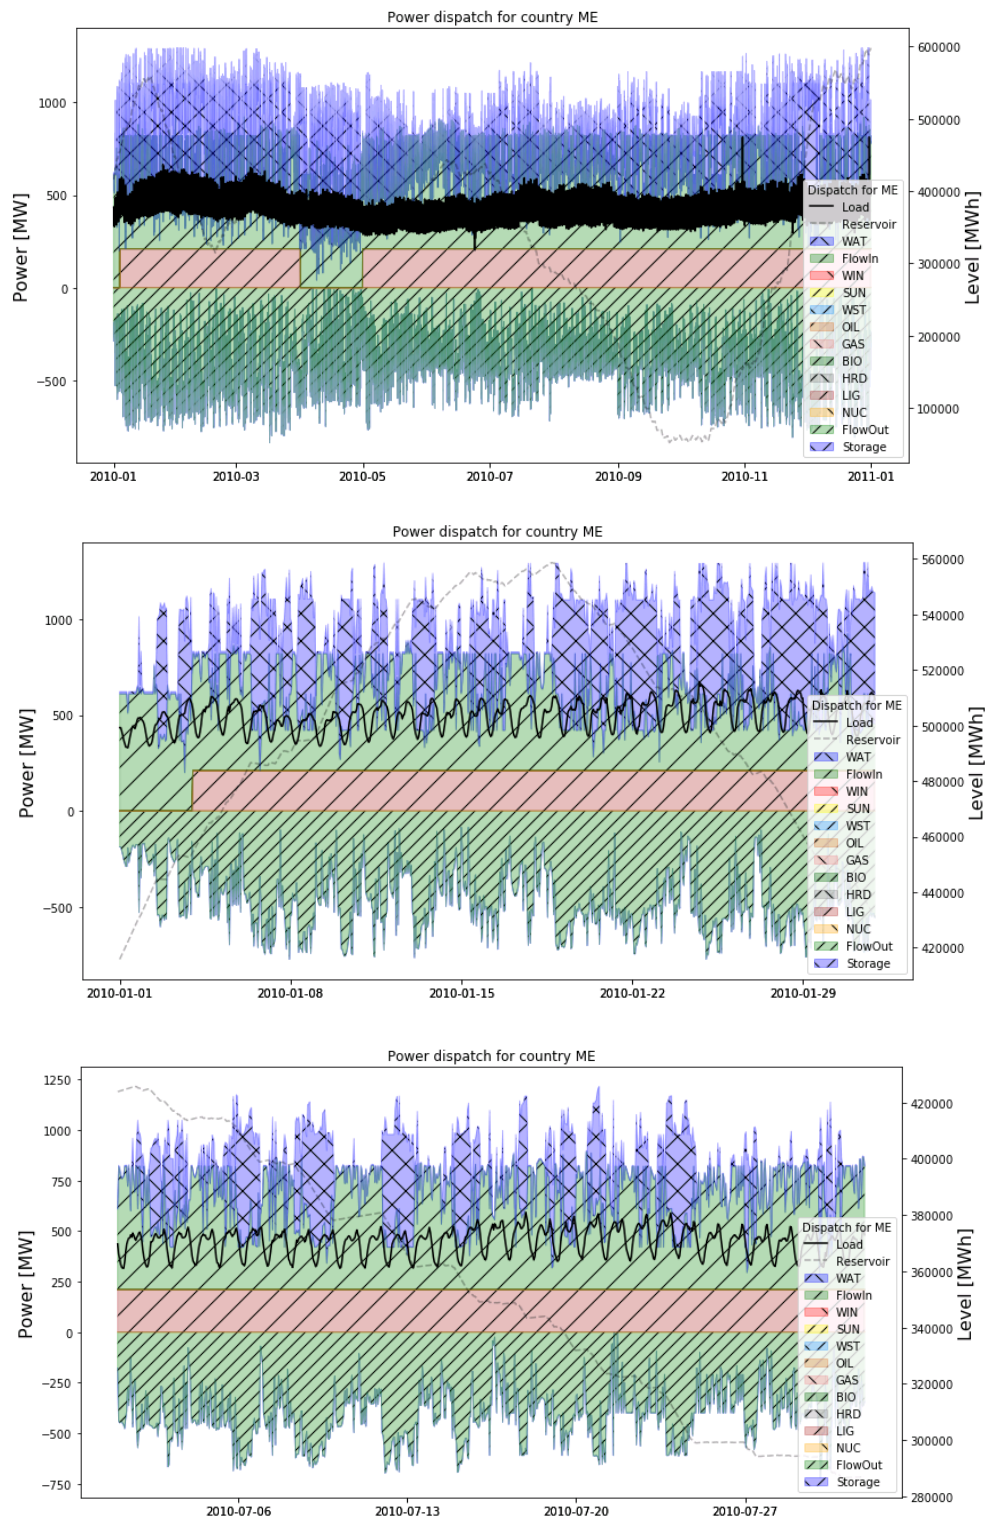 Power dispatch for country ME
Power [MW]
1000
500
0
−500
2010-01
2010-03
2010-05
2010-07
2010-09
2010-11
2011-01
600000
500000
400000
300000
200000
100000
Level [MWh]
Dispatch for ME
Load
Reservoir
WAT
FlowIn
WIN
SUN
WST
OIL
GAS
BIO
HRD
LIG
NUC
FlowOut
Storage
Power dispatch for country ME
Power [MW]
1000
500
0
−500
2010-01-01
2010-01-08
2010-01-15
2010-01-22
2010-01-29
560000
540000
520000
500000
480000
460000
440000
420000
Level [MWh]
Dispatch for ME
Load
Reservoir
WAT
FlowIn
WIN
SUN
WST
OIL
GAS
BIO
HRD
LIG
NUC
FlowOut
Storage
Power dispatch for country ME
Power [MW]
1250
1000
750
500
250
0
−250
−500
−750
2010-07-06
2010-07-13
2010-07-20
2010-07-27
420000
400000
380000
360000
340000
320000
300000
280000
Level [MWh]
Dispatch for ME
Load
Reservoir
WAT
FlowIn
WIN
SUN
WST
OIL
GAS
BIO
HRD
LIG
NUC
FlowOut
Storage